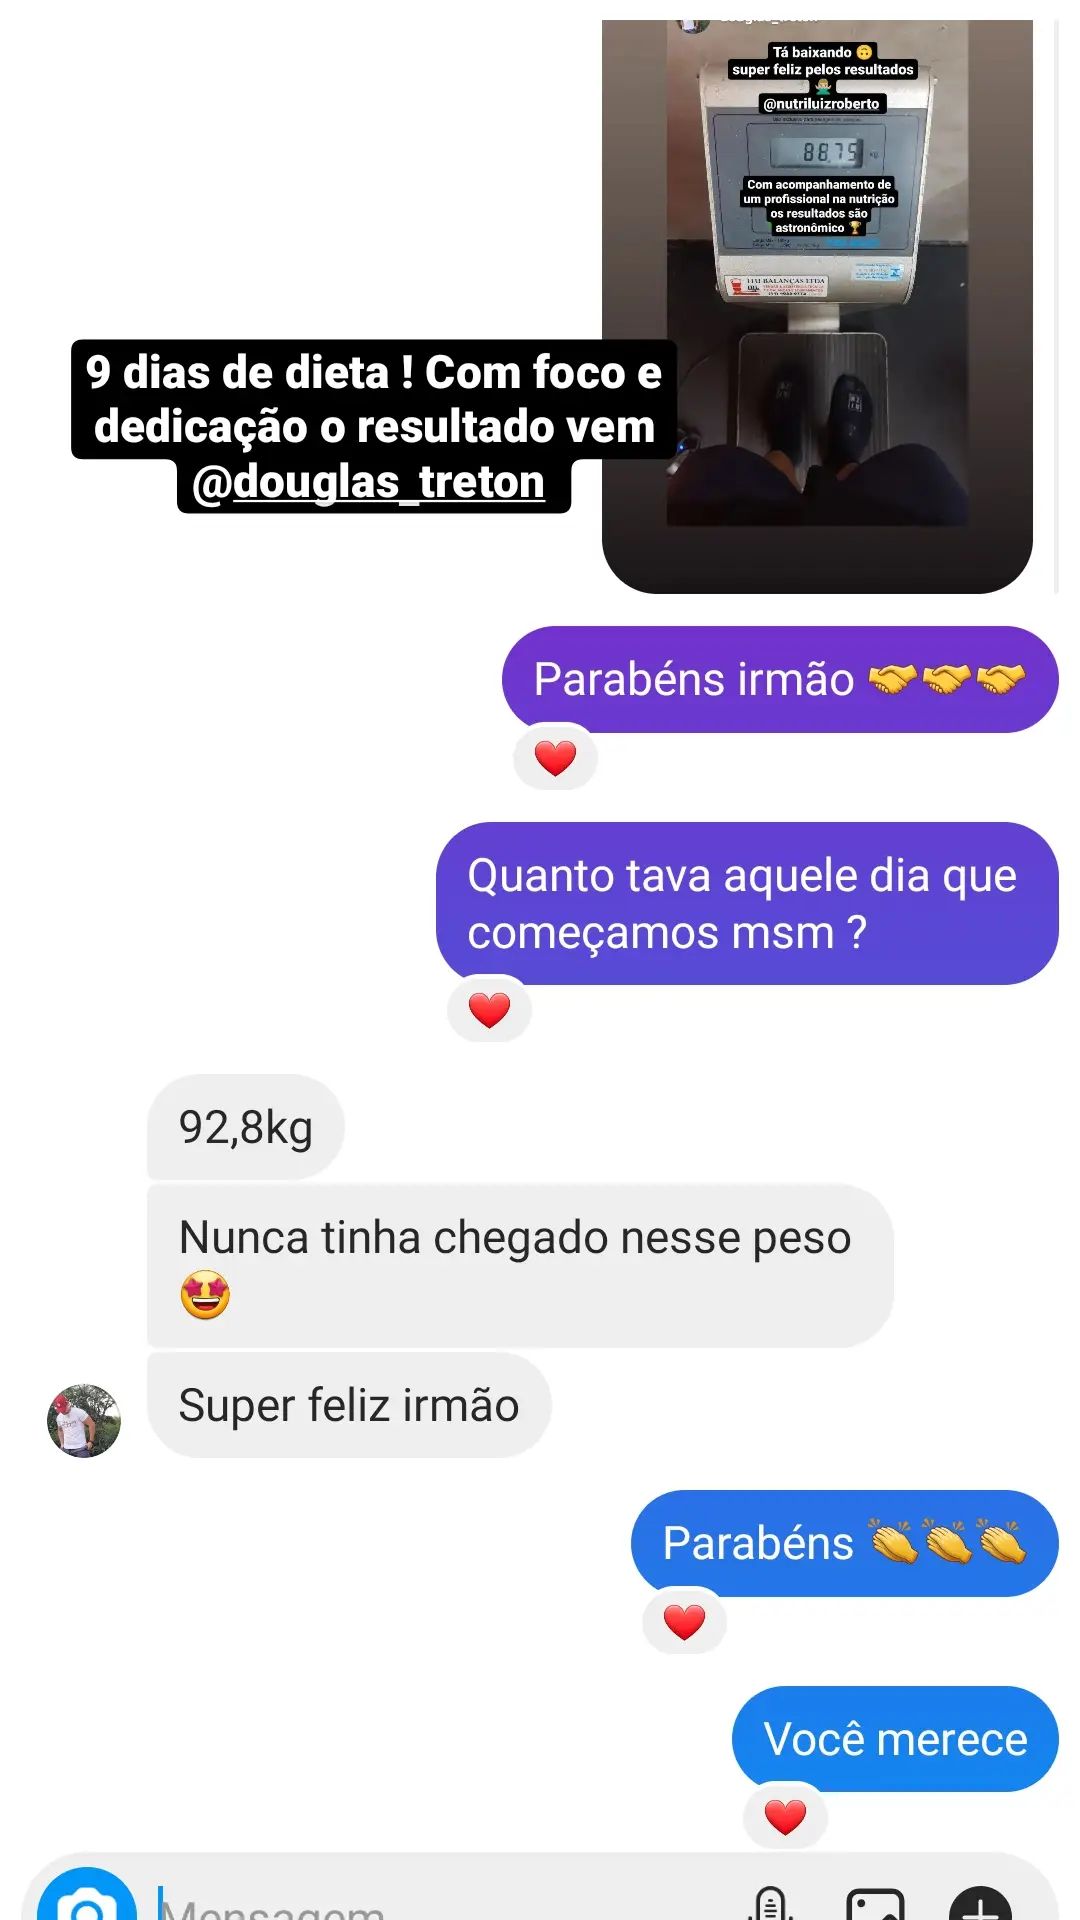 Tá baixando 🙃
super feliz pelos resultados
🙅🏼‍♂️
@nutriluizroberto
88.75
Com acompanhamento de
um profissional na nutrição
os resultados são
astronômico 🏆
BALANÇAS LTDA
9 dias de dieta ! Com foco e
dedicação o resultado vem
@douglas_treton
Parabéns irmão 🤝🤝🤝
❤️
Quanto tava aquele dia que
começamos msm ?
❤️
92,8kg
Nunca tinha chegado nesse peso
🤩
Super feliz irmão
Parabéns 👏👏👏
❤️
Você merece
❤️
Mensagem